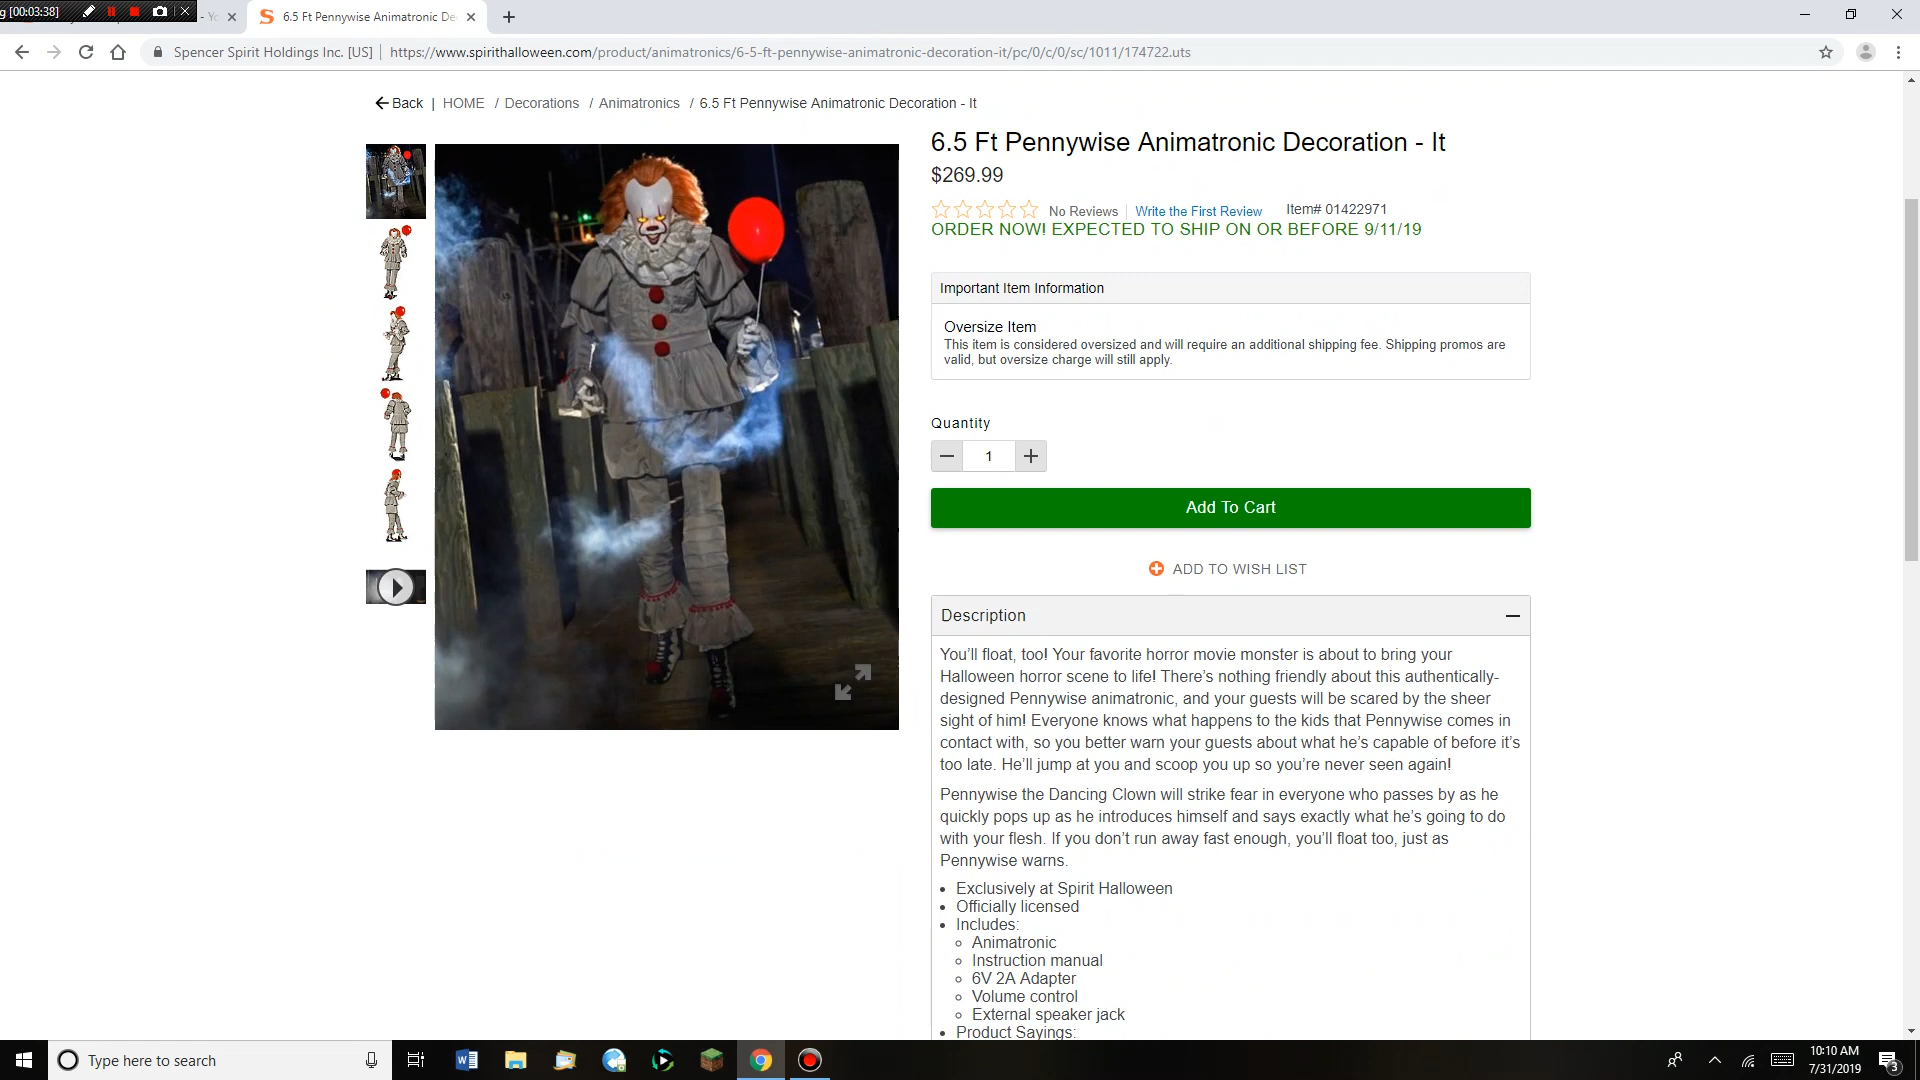 g [00:03:38]
- Yo
6.5 Ft Pennywise Animatronic De
Spencer Spirit Holdings Inc. [US] | https://www.spirithalloween.com/product/animatronics/6-5-ft-pennywise-animatronic-decoration-it/pc/0/c/0/sc/1011/174722.uts
Back | HOME / Decorations / Animatronics / 6.5 Ft Pennywise Animatronic Decoration - It
6.5 Ft Pennywise Animatronic Decoration - It
$269.99
No Reviews | Write the First Review Item# 01422971
ORDER NOW! EXPECTED TO SHIP ON OR BEFORE 9/11/19
Important Item Information
Oversize Item
This item is considered oversized and will require an additional shipping fee. Shipping promos are
valid, but oversize charge will still apply.
Quantity
1
Add To Cart
ADD TO WISH LIST
Description
You’ll float, too! Your favorite horror movie monster is about to bring your
Halloween horror scene to life! There’s nothing friendly about this authentically-
designed Pennywise animatronic, and your guests will be scared by the sheer
sight of him! Everyone knows what happens to the kids that Pennywise comes in
contact with, so you better warn your guests about what he’s capable of before it’s
too late. He’ll jump at you and scoop you up so you’re never seen again!
Pennywise the Dancing Clown will strike fear in everyone who passes by as he
quickly pops up as he introduces himself and says exactly what he’s going to do
with your flesh. If you don’t run away fast enough, you’ll float too, just as
Pennywise warns.
Exclusively at Spirit Halloween
Officially licensed
Includes:
Animatronic
Instruction manual
6V 2A Adapter
Volume control
External speaker jack
Product Sayings:
Type here to search
10:10 AM
7/31/2019
3